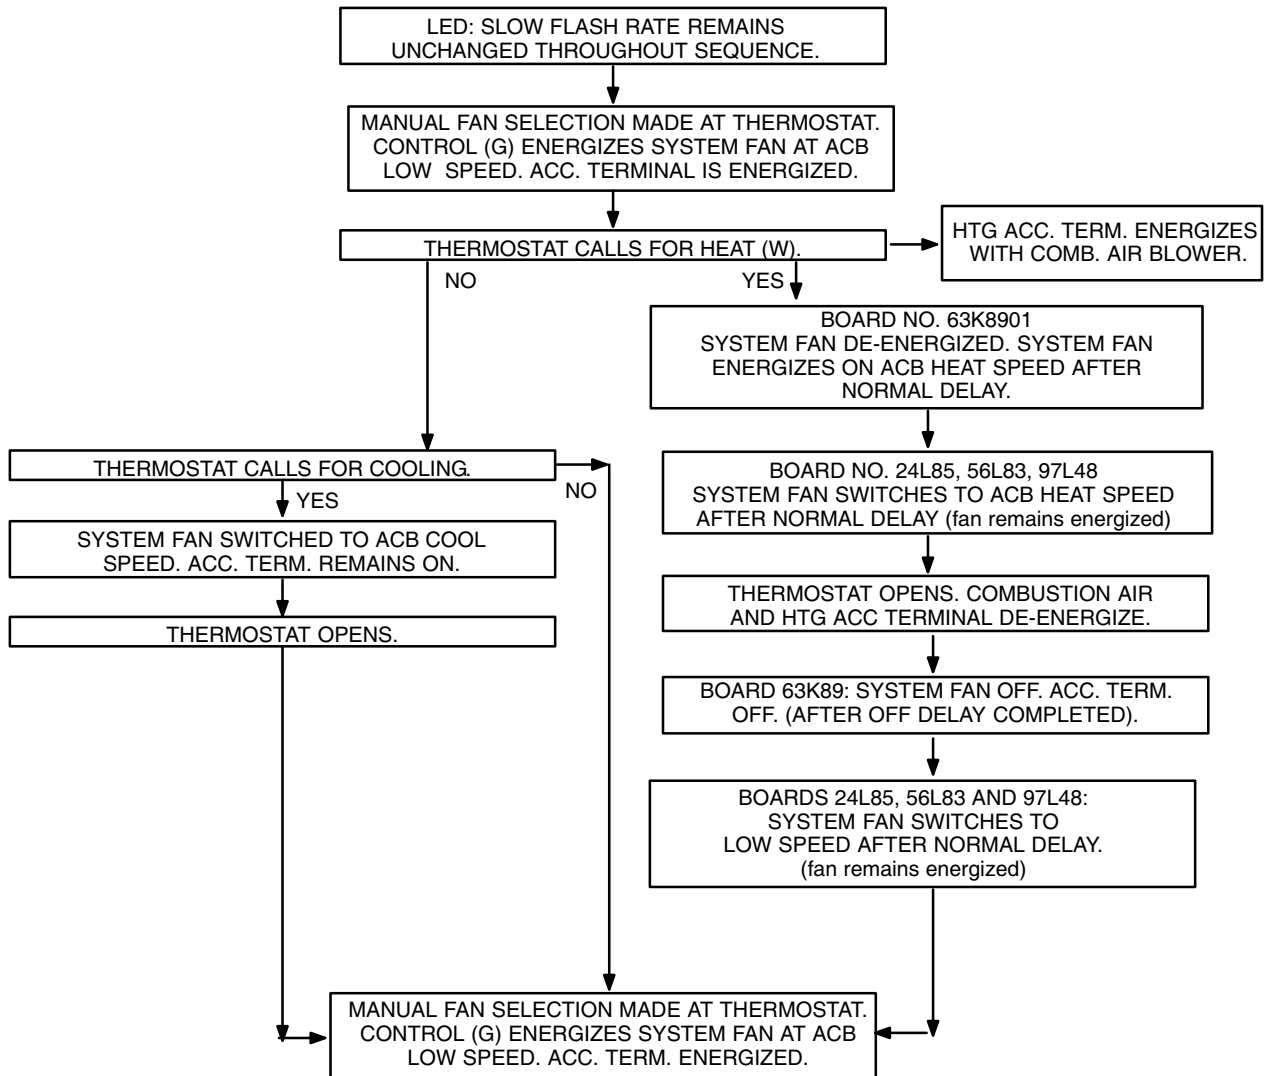 LED: SLOW FLASH RATE REMAINS
UNCHANGED THROUGHOUT SEQUENCE.
MANUAL FAN SELECTION MADE AT THERMOSTAT.
CONTROL (G) ENERGIZES SYSTEM FAN AT ACB
LOW SPEED. ACC. TERMINAL IS ENERGIZED.
THERMOSTAT CALLS FOR HEAT (W).
HTG ACC. TERM. ENERGIZES
WITH COMB. AIR BLOWER.
NO
YES
BOARD NO. 63K8901
SYSTEM FAN DE-ENERGIZED. SYSTEM FAN
ENERGIZES ON ACB HEAT SPEED AFTER
NORMAL DELAY.
THERMOSTAT CALLS FOR COOLING.
NO
YES
BOARD NO. 24L85, 56L83, 97L48
SYSTEM FAN SWITCHES TO ACB HEAT SPEED
AFTER NORMAL DELAY (fan remains energized)
SYSTEM FAN SWITCHED TO ACB COOL
SPEED. ACC. TERM. REMAINS ON.
THERMOSTAT OPENS. COMBUSTION AIR
AND HTG ACC TERMINAL DE-ENERGIZE.
THERMOSTAT OPENS.
BOARD 63K89: SYSTEM FAN OFF. ACC. TERM.
OFF. (AFTER OFF DELAY COMPLETED).
BOARDS 24L85, 56L83 AND 97L48:
SYSTEM FAN SWITCHES TO
LOW SPEED AFTER NORMAL DELAY.
(fan remains energized)
MANUAL FAN SELECTION MADE AT THERMOSTAT.
CONTROL (G) ENERGIZES SYSTEM FAN AT ACB
LOW SPEED. ACC. TERM. ENERGIZED.